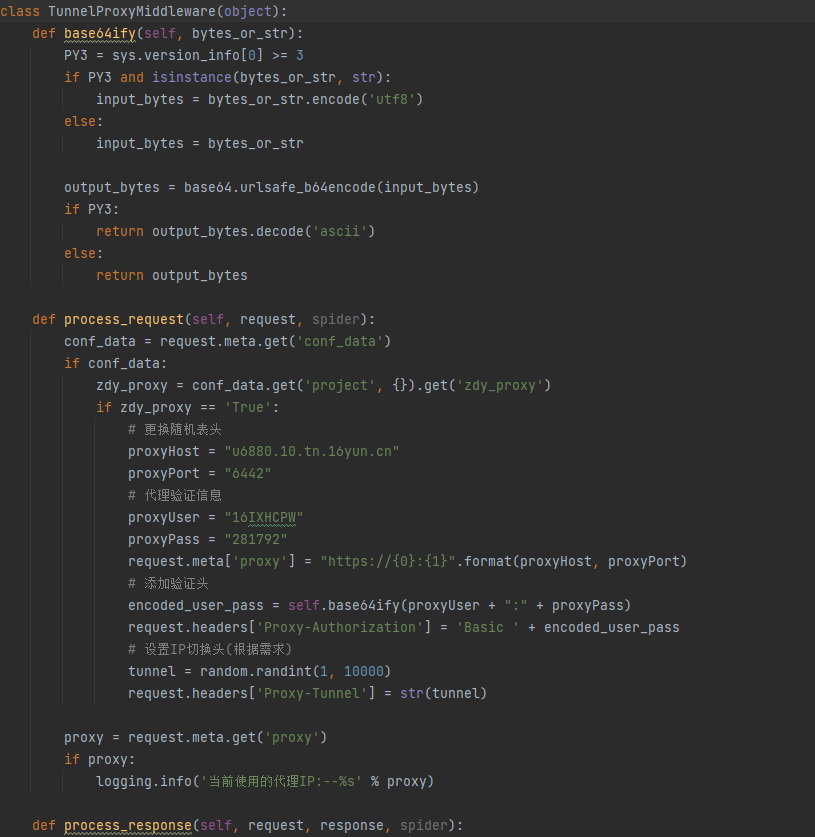 class TunnelProxyMiddleware(object):
    def base64ify(self, bytes_or_str):
        PY3 = sys.version_info[0] >= 3
        if PY3 and isinstance(bytes_or_str, str):
            input_bytes = bytes_or_str.encode('utf8')
        else:
            input_bytes = bytes_or_str

        output_bytes = base64.urlsafe_b64encode(input_bytes)
        if PY3:
            return output_bytes.decode('ascii')
        else:
            return output_bytes

    def process_request(self, request, spider):
        conf_data = request.meta.get('conf_data')
        if conf_data:
            zdy_proxy = conf_data.get('project', {}).get('zdy_proxy')
            if zdy_proxy == 'True':
                # 更换随机表头
                proxyHost = "u6880.10.tn.16yun.cn"
                proxyPort = "6442"
                # 代理验证信息
                proxyUser = "16IXHCPW"
                proxyPass = "281792"
                request.meta['proxy'] = "https://{0}:{1}".format(proxyHost, proxyPort)
                # 添加验证头
                encoded_user_pass = self.base64ify(proxyUser + ":" + proxyPass)
                request.headers['Proxy-Authorization'] = 'Basic ' + encoded_user_pass
                # 设置IP切换头(根据需求)
                tunnel = random.randint(1, 10000)
                request.headers['Proxy-Tunnel'] = str(tunnel)

        proxy = request.meta.get('proxy')
        if proxy:
            logging.info('当前使用的代理IP:--%s' % proxy)

    def process_response(self, request, response, spider):